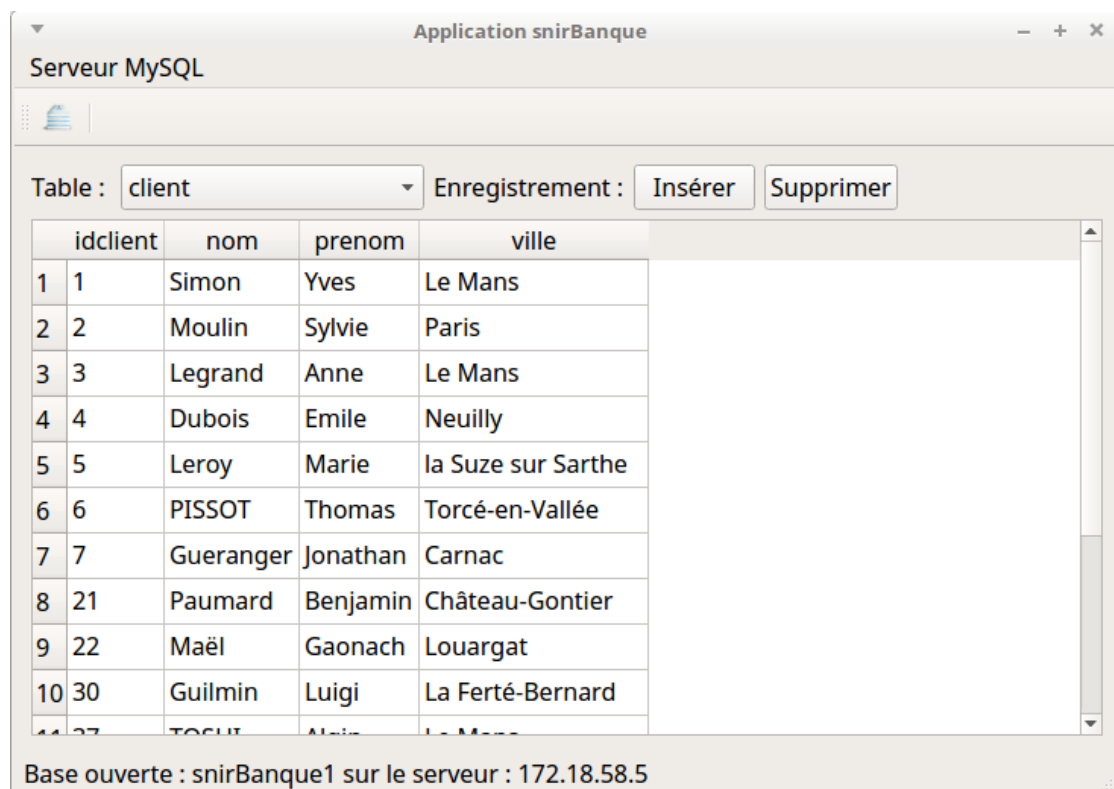 Application snirBanque
Serveur MySQL
Table : client Enregistrement : Insérer Supprimer
idclient nom prenom ville
1 1 Simon Yves Le Mans
2 2 Moulin Sylvie Paris
3 3 Legrand Anne Le Mans
4 4 Dubois Emile Neuilly
5 5 Leroy Marie la Suze sur Sarthe
6 6 PISSOT Thomas Torcé-en-Vallée
7 7 Gueranger Jonathan Carnac
8 21 Paumard Benjamin Château-Gontier
9 22 Maël Gaonach Louargat
10 30 Guilmin Luigi La Ferté-Bernard
Base ouverte : snirBanque1 sur le serveur : 172.18.58.5